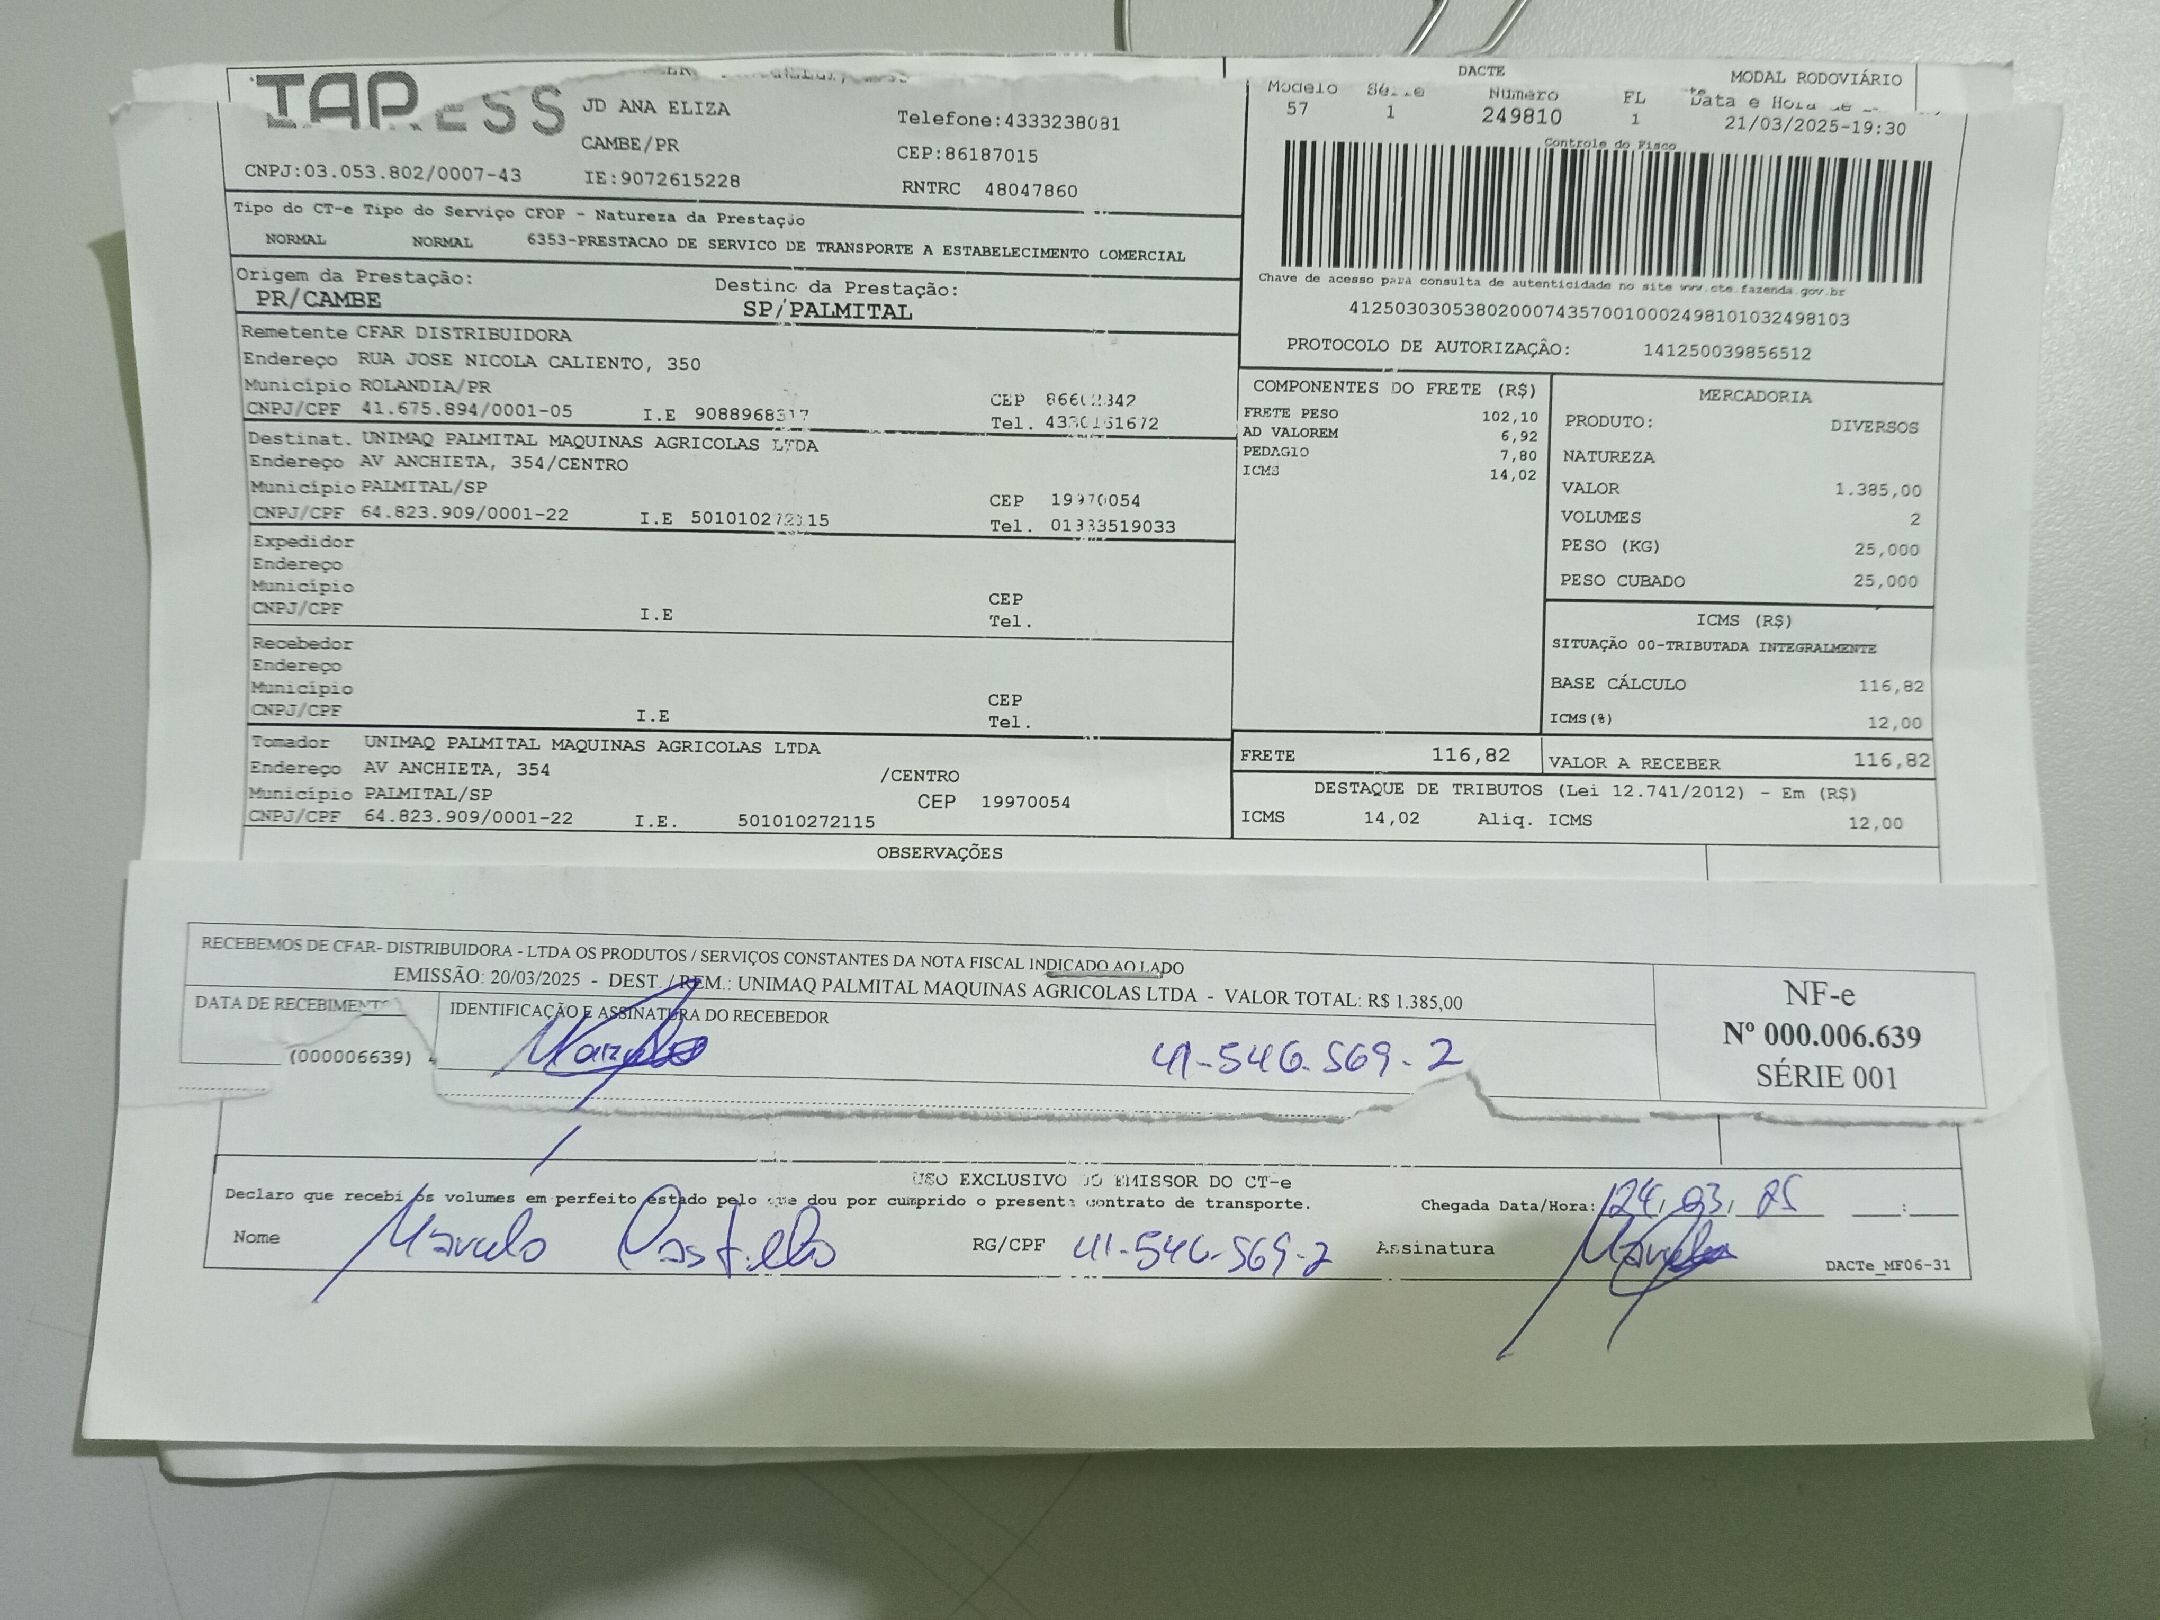 DACTE MODAL RODOVIÁRIO
JD ANA ELIZA Telefone:4333238081 Modelo Número FL Data e Hora
CAMBE/PR CEP:86187015 57 1 249810 1 21/03/2025-19:30
CNPJ:03.053.802/0007-43 IE:9072615228 RNTRC 48047860
Controle do Fisco
Tipo do CT-e Tipo do Serviço CFOP - Natureza da Prestação
NORMAL NORMAL 6353-PRESTACAO DE SERVICO DE TRANSPORTE A ESTABELECIMENTO COMERCIAL
Origem da Prestação: Destino da Prestação:
PR/CAMBE SP/PALMITAL
Chave de acesso para consulta de autenticidade no site www.cte.fazenda.gov.br
41250303053802000743570010002498101032498103
PROTOCOLO DE AUTORIZAÇÃO: 141250039856512
Remetente CFAR DISTRIBUIDORA
Endereço RUA JOSE NICOLA CALIENTO, 350
Município ROLANDIA/PR CEP
CNPJ/CPF 41.675.894/0001-05 I.E 9088968317 Tel.
Destinat. UNIMAQ PALMITAL MAQUINAS AGRICOLAS LTDA
Endereço AV ANCHIETA, 354/CENTRO
Município PALMITAL/SP CEP 19970054
CNPJ/CPF 64.823.909/0001-22 I.E 501010272115 Tel. 01833519033
Expedidor
Endereço
Município CEP
CNPJ/CPF I.E Tel.
Recebedor
Endereço
Município CEP
CNPJ/CPF I.E Tel.
Tomador UNIMAQ PALMITAL MAQUINAS AGRICOLAS LTDA
Endereço AV ANCHIETA, 354 /CENTRO
Município PALMITAL/SP CEP 19970054
CNPJ/CPF 64.823.909/0001-22 I.E. 501010272115
COMPONENTES DO FRETE (R$)
FRETE PESO 102,10
AD VALOREM 6,92
PEDAGIO 7,80
ICMS 14,02
MERCADORIA
PRODUTO: DIVERSOS
NATUREZA
VALOR 1.385,00
VOLUMES 2
PESO (KG) 25,000
PESO CUBADO 25,000
ICMS (R$)
SITUAÇÃO 00-TRIBUTADA INTEGRALMENTE
BASE CÁLCULO 116,82
ICMS(%) 12,00
FRETE 116,82 VALOR A RECEBER 116,82
DESTAQUE DE TRIBUTOS (Lei 12.741/2012) - Em (R$)
ICMS 14,02 Aliq. ICMS 12,00
OBSERVAÇÕES
RECEBEMOS DE CFAR- DISTRIBUIDORA - LTDA OS PRODUTOS / SERVIÇOS CONSTANTES DA NOTA FISCAL INDICADO AO LADO
EMISSÃO: 20/03/2025 - DEST. / REM.: UNIMAQ PALMITAL MAQUINAS AGRICOLAS LTDA - VALOR TOTAL: R$ 1.385,00
DATA DE RECEBIMENTO IDENTIFICAÇÃO E ASSINATURA DO RECEBEDOR
(000006639) Marcelo 41-546.569-2
NF-e
Nº 000.006.639
SÉRIE 001
USO EXCLUSIVO DO EMISSOR DO CT-e
Declaro que recebi os volumes em perfeito estado pelo que dou por cumprido o presente contrato de transporte. Chegada Data/Hora: 24/03/25 :
Nome Marcelo RG/CPF 41-546-569-2 Assinatura Marcelo
DACTe_MF06-31